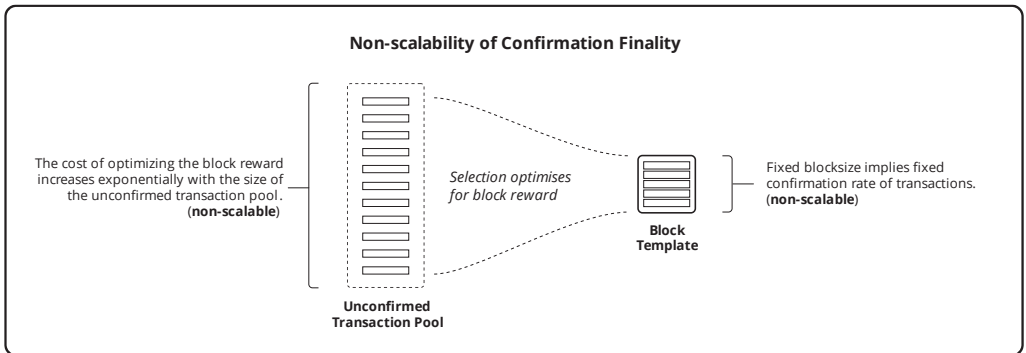 Non-scalability of Confirmation Finality
The cost of optimizing the block reward
increases exponentially with the size of
the unconfirmed transaction pool.
(non-scalable)
Selection optimises
for block reward
Fixed blocksize implies fixed
confirmation rate of transactions.
(non-scalable)
Block
Template
Unconfirmed
Transaction Pool